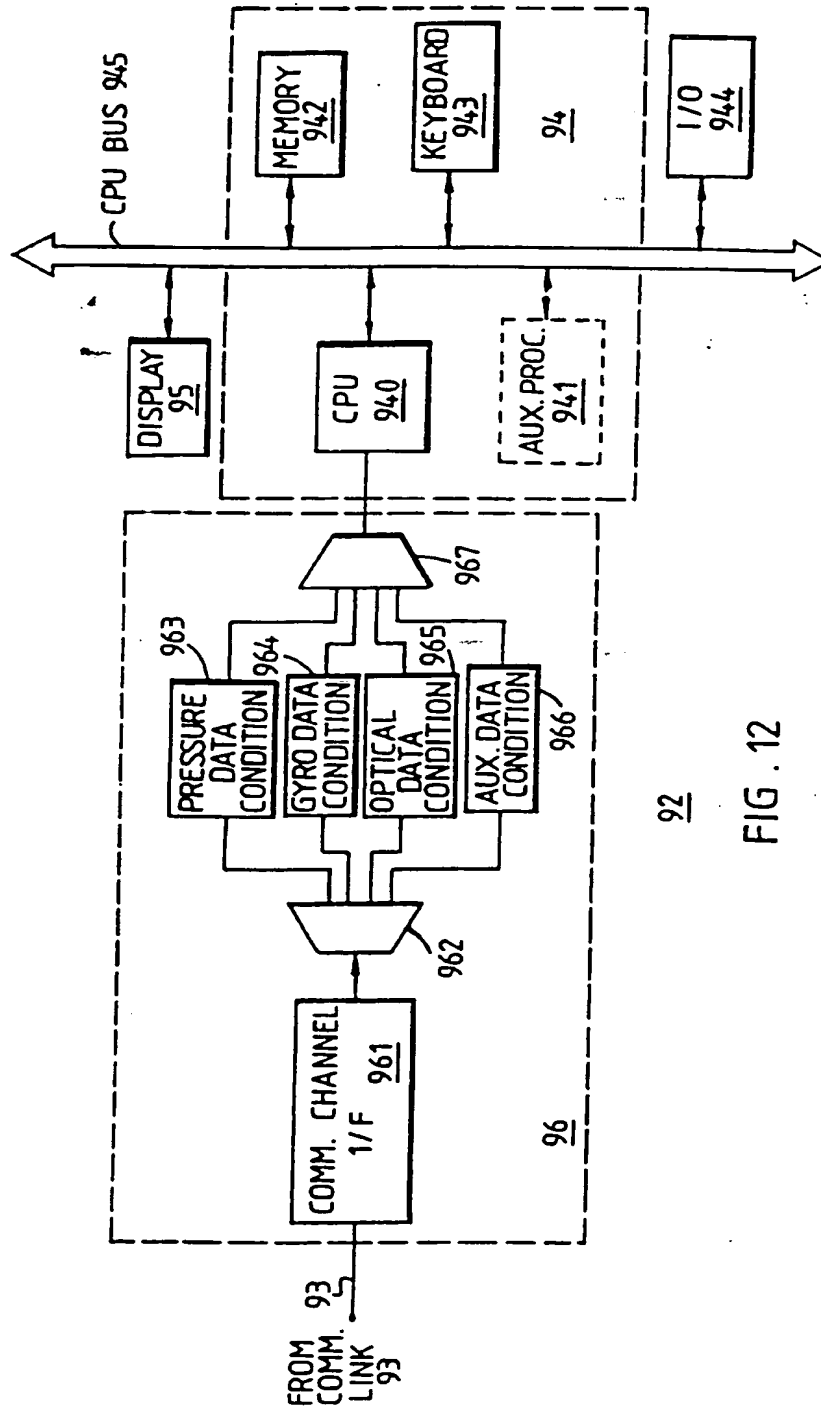 FROM
COMM.
LINK
93
93
COMM. CHANNEL
1/F
961
96
962
PRESSURE
DATA
CONDITION
963
GYRO DATA
CONDITION
964
OPTICAL
DATA
CONDITION
965
AUX. DATA
CONDITION
966
967
DISPLAY
95
CPU
940
AUX. PROC.
941
CPU BUS 945
MEMORY
942
KEYBOARD
943
94
I/O
944
92
FIG. 12